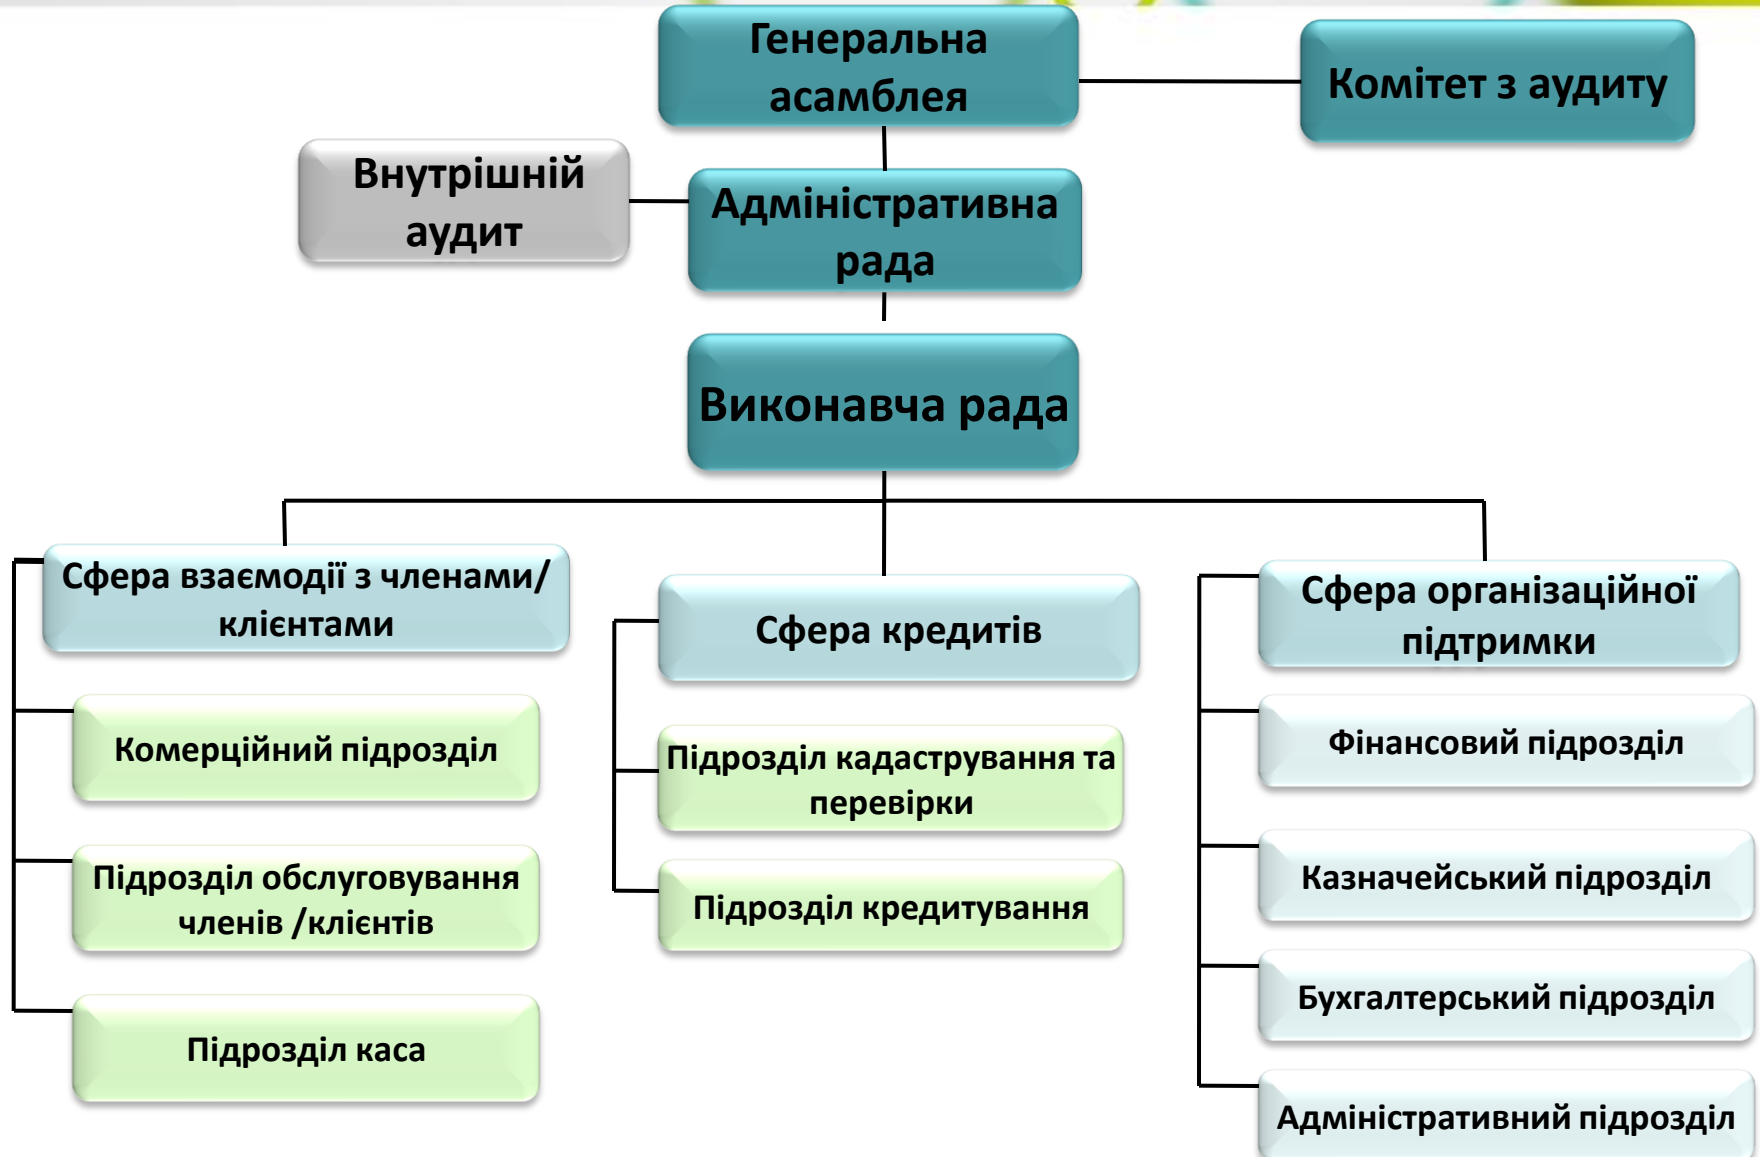 Генеральна
асамблея
Комітет з аудиту
Внутрішній
аудит
Адміністративна
рада
Виконавча рада
Сфера взаємодії з членами/
клієнтами
Комерційний підрозділ
Підрозділ обслуговування
членів /клієнтів
Підрозділ каса
Сфера кредитів
Підрозділ кадастрування та
перевірки
Підрозділ кредитування
Сфера організаційної
підтримки
Фінансовий підрозділ
Казначейський підрозділ
Бухгалтерський підрозділ
Адміністративний підрозділ